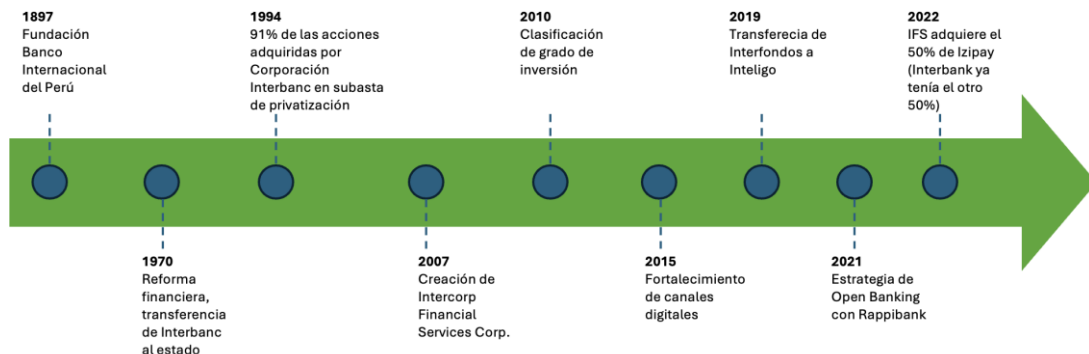 1897
Fundación
Banco
Internacional
del Perú
1994
91% de las acciones
adquiridas por
Corporación
Interbanc en subasta
de privatización
2010
Clasificación
de grado de
inversión
2019
Transferecia de
Interfondos a
Inteligo
2022
IFS adquiere el
50% de Izipay
(Interbank ya
tenía el otro
50%)
1970
Reforma
financiera,
transferencia
de Interbanc
al estado
2007
Creación de
Intercorp
Financial
Services Corp.
2015
Fortalecimiento
de canales
digitales
2021
Estrategia de
Open Banking
con Rappibank